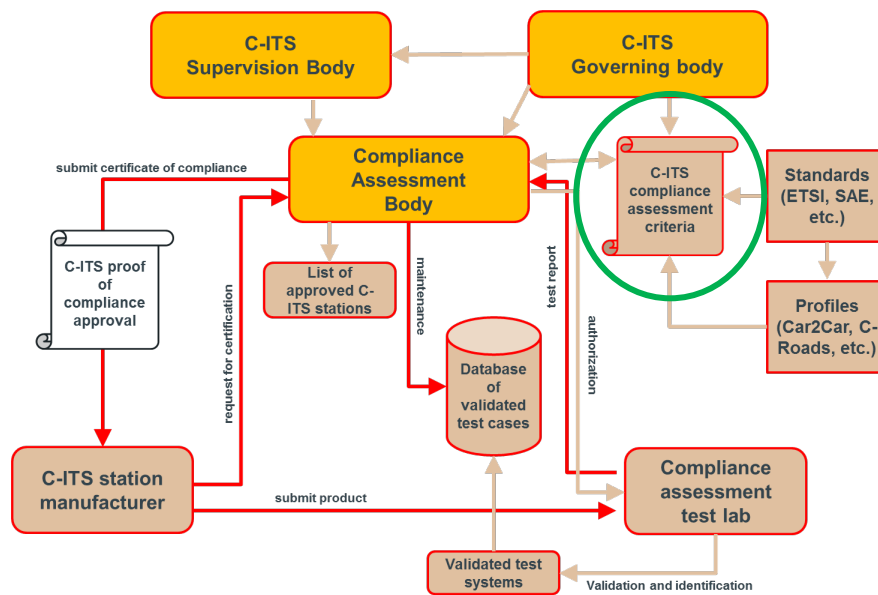 C-ITS
Supervision Body
C-ITS
Governing body
submit certificate of compliance
Compliance
Assessment
Body
C-ITS
compliance
assessment
criteria
Standards
(ETSI, SAE,
etc.)
C-ITS proof
of
compliance
approval
request for certification
List of
approved C-
ITS stations
maintenance
test report
authorization
Profiles
(Car2Car, C-
Roads, etc.)
Database
of
validated
test cases
C-ITS station
manufacturer
submit product
Compliance
assessment
test lab
Validated test
systems
Validation and identification